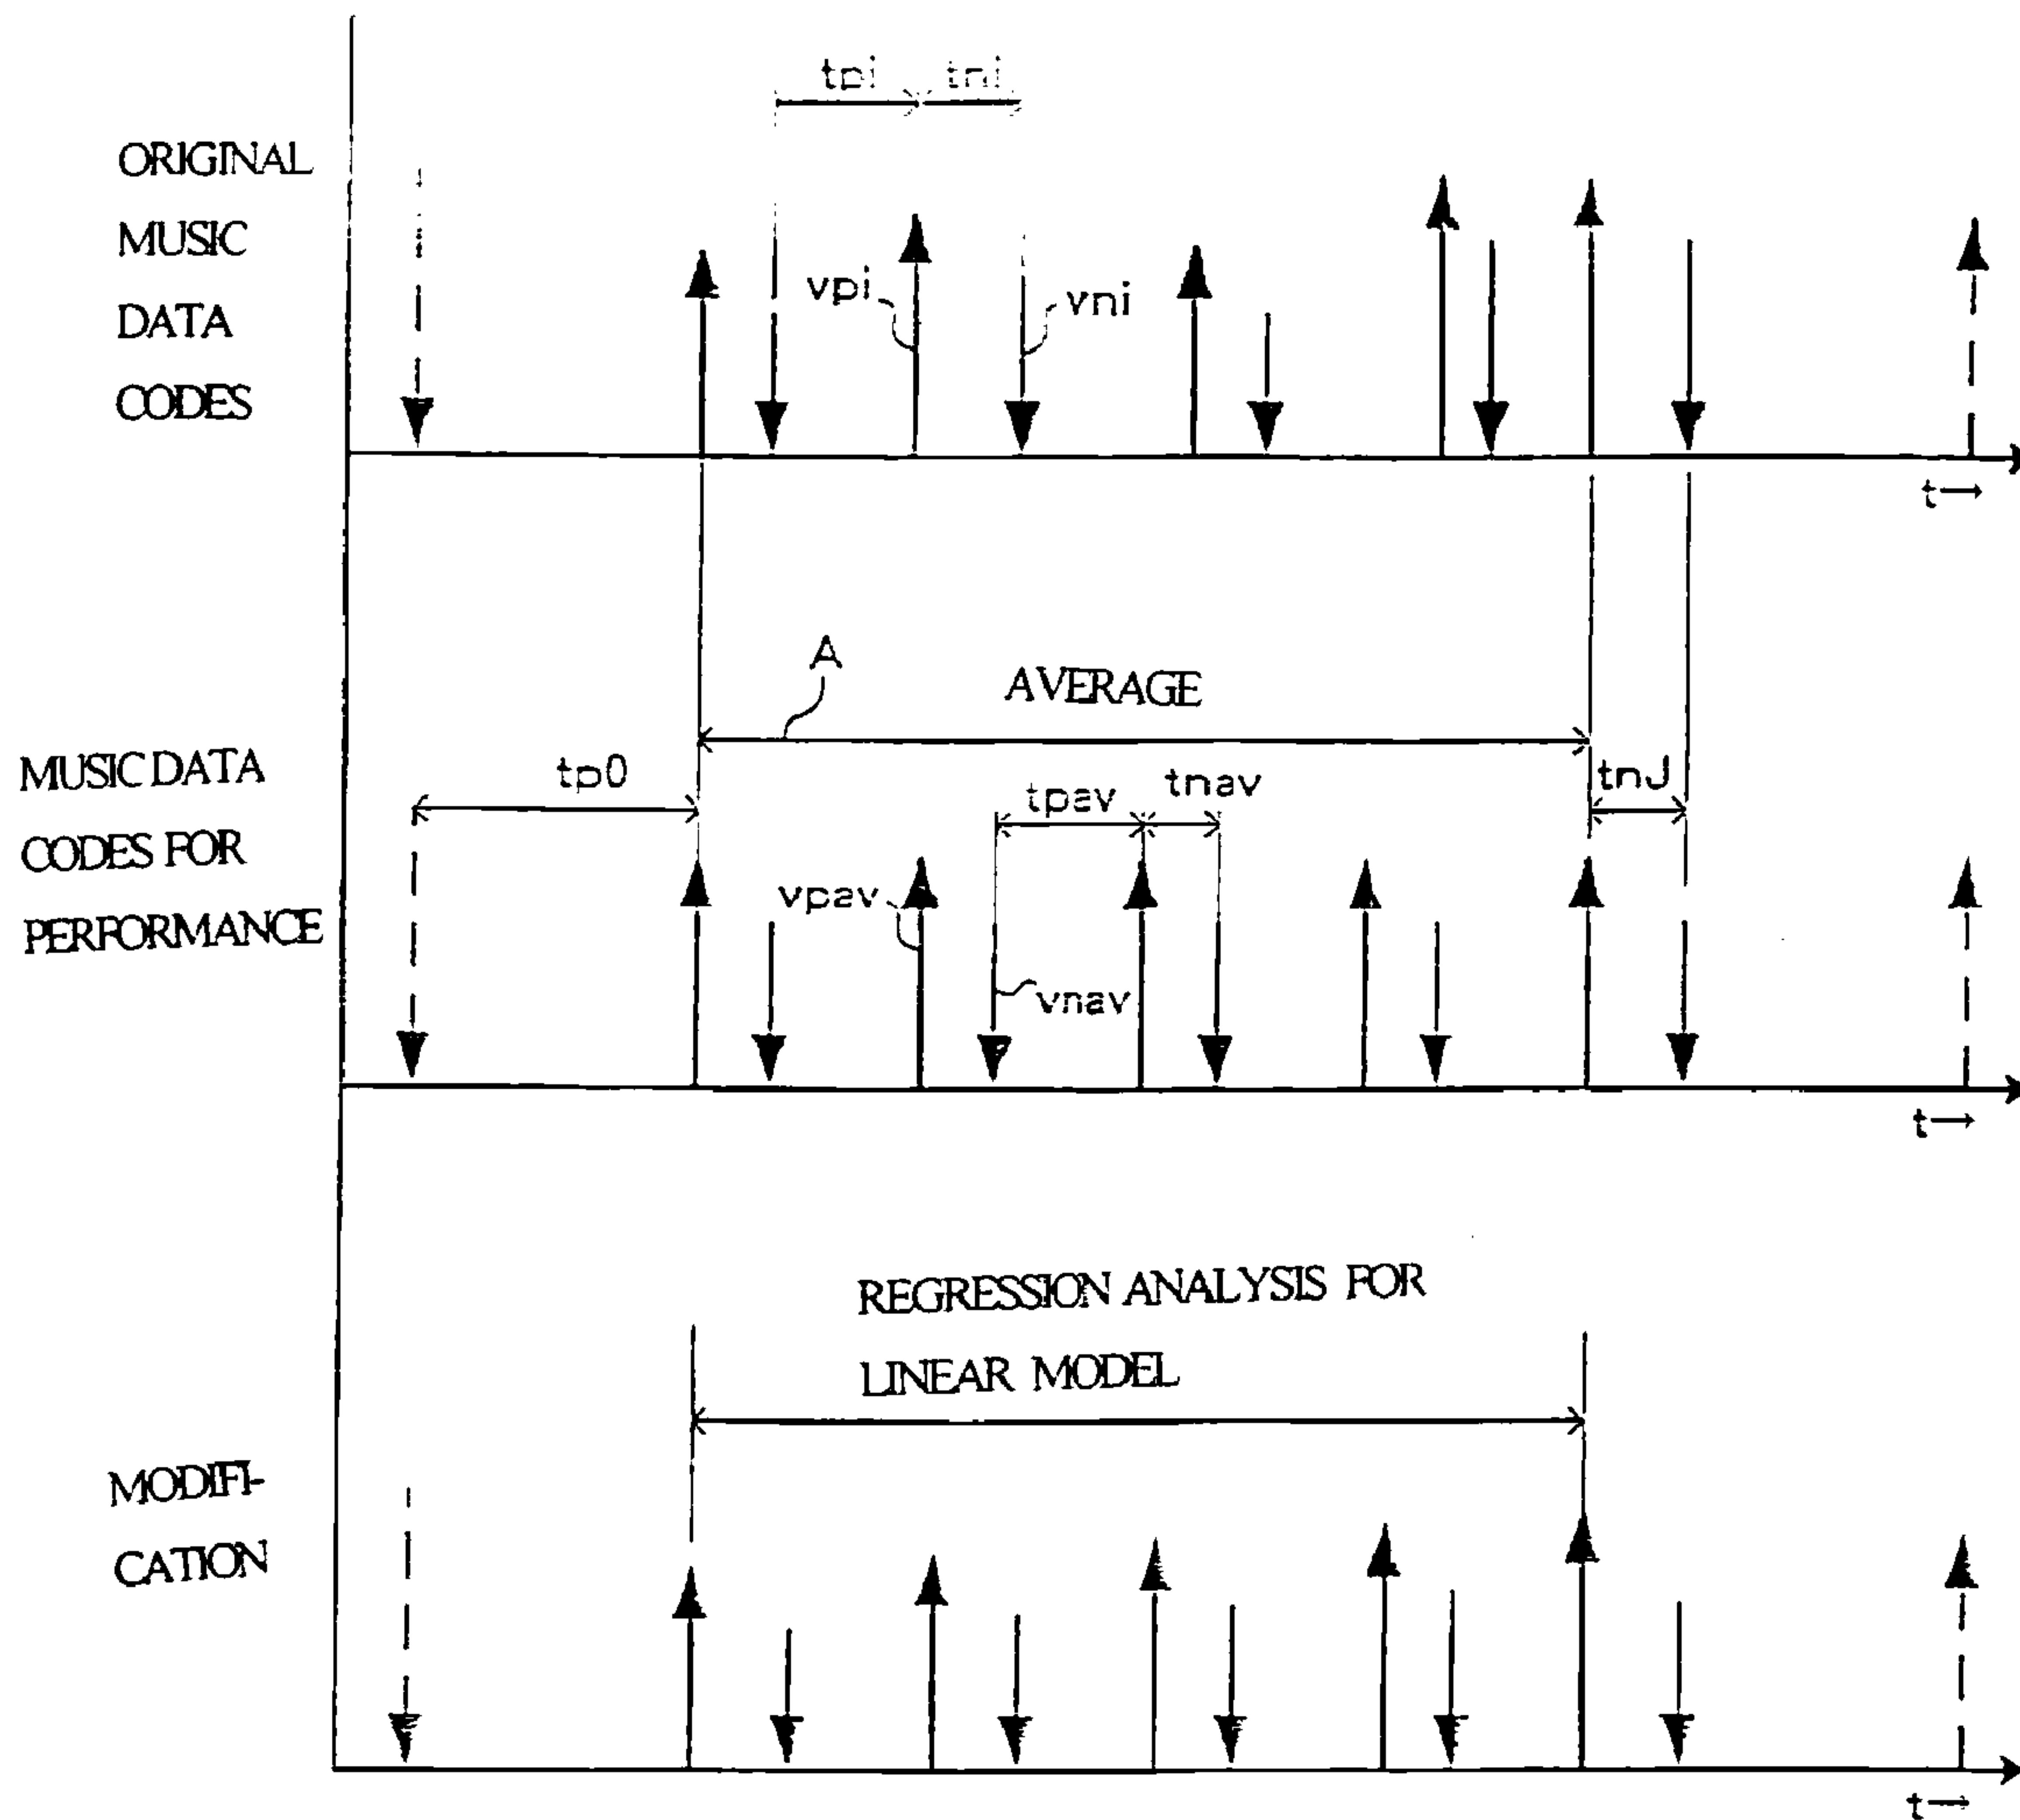 tpi tni
ORIGINAL
MUSIC
DATA
CODES
vpi
vni
t→
A
AVERAGE
MUSIC DATA
CODES FOR
PERFORMANCE
tp0
tpav
tnav
tnJ
vpav
vnav
t→
REGRESSION ANALYSIS FOR
LINEAR MODEL
MODIFI-
CATION
t→